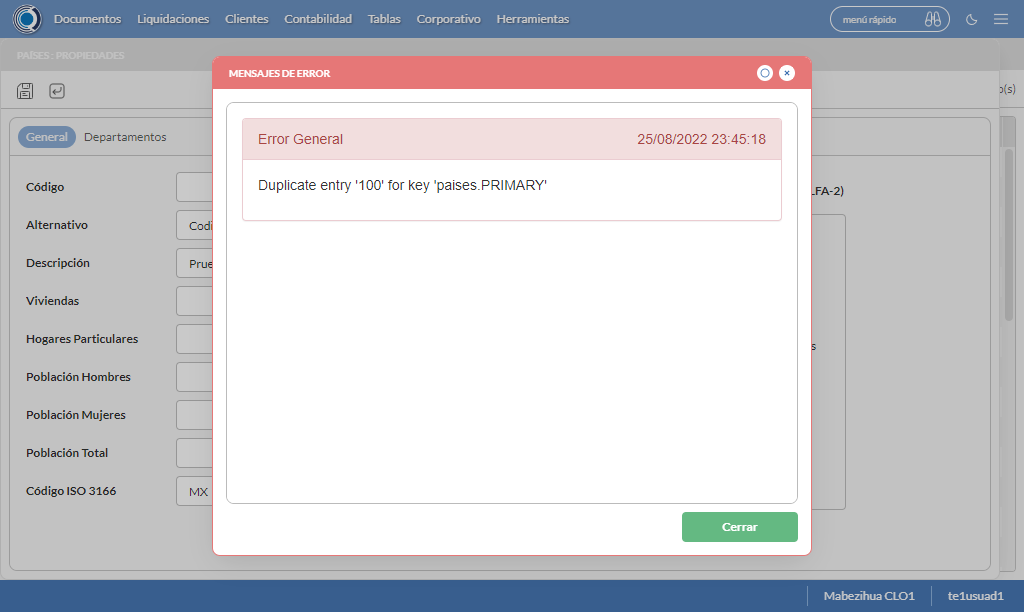 Documentos Liquidaciones Clientes Contabilidad Tablas Corporativo Herramientas menú rápido
PAÍSES : PROPIEDADES
MENSAJES DE ERROR
o(s)
General Departamentos
Error General 25/08/2022 23:45:18
Código
Duplicate entry '100' for key 'paises.PRIMARY'
LFA-2)
Alternativo Codi
Descripción Prue
Viviendas
Hogares Particulares
s
Población Hombres
Población Mujeres
Población Total
Código ISO 3166 MX
Cerrar
Mabezihua CLO1 te1usuad1